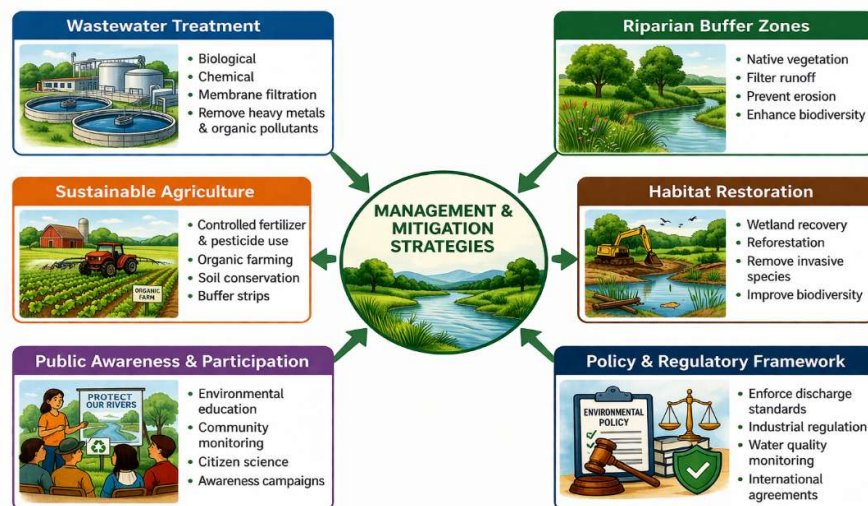 Wastewater Treatment
• Biological
• Chemical
• Membrane filtration
• Remove heavy metals
& organic pollutants
Riparian Buffer Zones
• Native vegetation
• Filter runoff
• Prevent erosion
• Enhance biodiversity
MANAGEMENT &
MITIGATION
STRATEGIES
Sustainable Agriculture
ORGANIC
FARM
• Controlled fertilizer
& pesticide use
• Organic farming
• Soil conservation
• Buffer strips
Habitat Restoration
• Wetland recovery
• Reforestation
• Remove invasive
species
• Improve biodiversity
Public Awareness & Participation
PROTECT
OUR RIVERS
• Environmental
education
• Community
monitoring
• Citizen science
• Awareness campaigns
Policy & Regulatory Framework
ENVIRONMENTAL
POLICY
• Enforce discharge
standards
• Industrial regulation
• Water quality
monitoring
• International
agreements